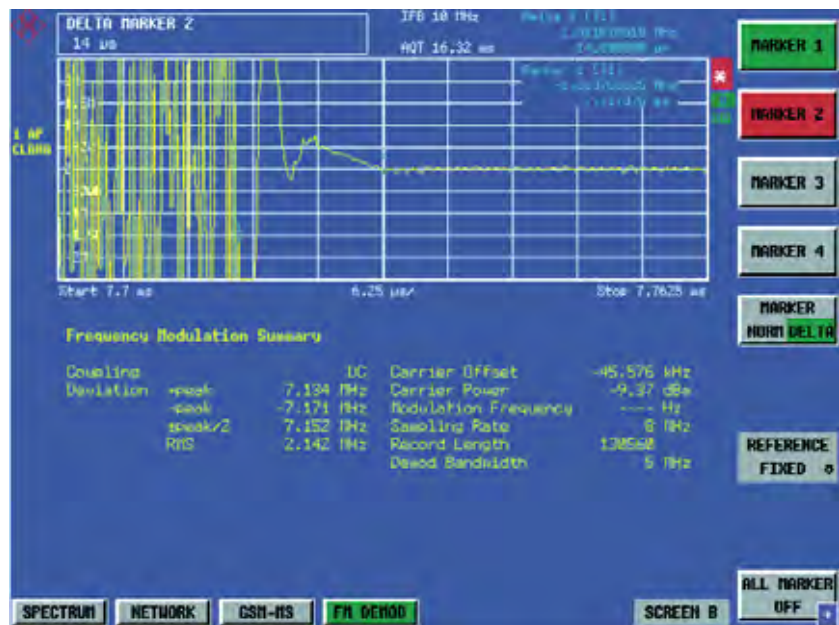 DELTA MARKER 2
14 µs
IFB 10 MHz
AQT 16.32 ms
1 AP
CLRWR
Start 7.7 ms
6.25 µs/
Stop 7.7625 ms
Frequency Modulation Summary
Coupling DC
Deviation +peak 7.134 MHz
-peak -7.171 MHz
±peak/2 7.152 MHz
RMS 2.142 MHz
Carrier Offset -45.576 kHz
Carrier Power -9.37 dBm
Modulation Frequency ---- Hz
Sampling Rate 8 MHz
Record Length 130560
Demod Bandwidth 5 MHz
MARKER 1
MARKER 2
MARKER 3
MARKER 4
MARKER
NORM DELTA
REFERENCE
FIXED
ALL MARKER
OFF
SPECTRUM
NETWORK
GSM-MS
FM DEMOD
SCREEN B